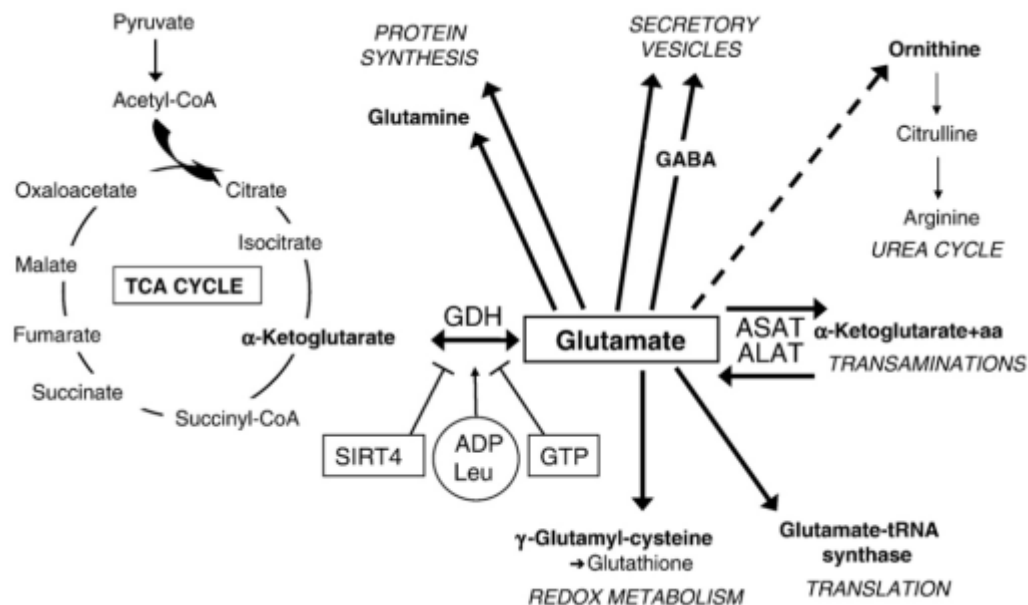 Pyruvate
Acetyl-CoA
Oxaloacetate
Citrate
Isocitrate
Malate
TCA CYCLE
Fumarate
α-Ketoglutarate
Succinate
Succinyl-CoA
PROTEIN
SYNTHESIS
Glutamine
SECRETORY
VESICLES
GABA
Ornithine
Citrulline
Arginine
UREA CYCLE
GDH
Glutamate
ASAT
ALAT
α-Ketoglutarate+aa
TRANSAMINATIONS
SIRT4
ADP
Leu
GTP
γ-Glutamyl-cysteine
→Glutathione
REDOX METABOLISM
Glutamate-tRNA
synthase
TRANSLATION